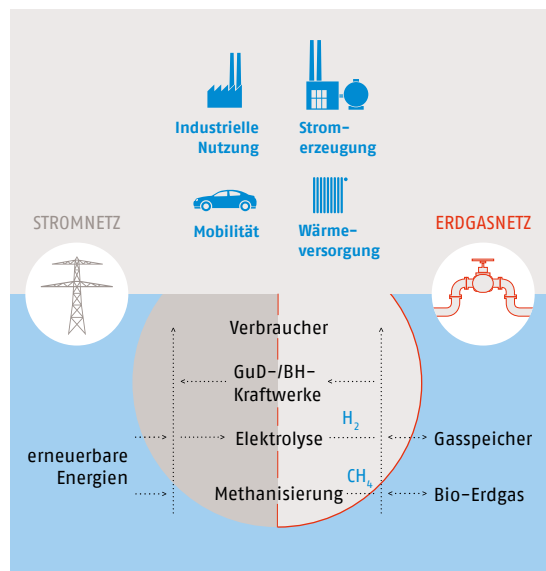 Industrielle
Nutzung
Strom-
erzeugung
Mobilität
Wärme-
versorgung
STROMNETZ
ERDGASNETZ
Verbraucher
GuD-/BH-
Kraftwerke
H₂
Elektrolyse
Gasspeicher
erneuerbare
Energien
CH₄
Methanisierung
Bio-Erdgas